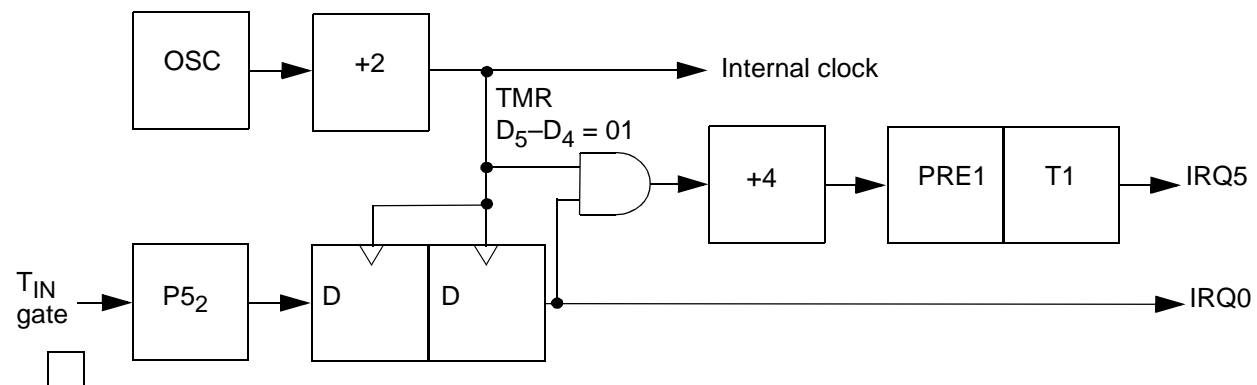 OSC
+2
Internal clock
TMR
D5–D4 = 01
+4
PRE1
T1
IRQ5
TIN
gate
P52
D
D
IRQ0